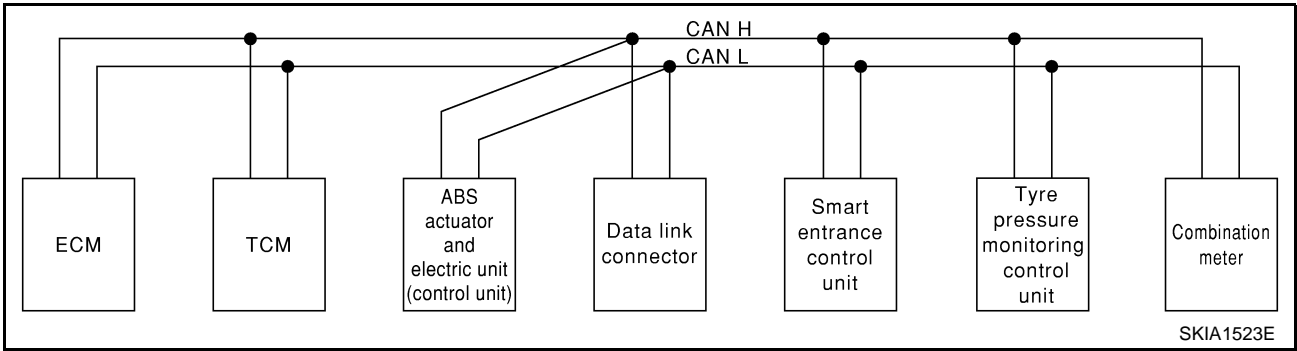 CAN H
CAN L
ECM
TCM
ABS
actuator
and
electric unit
(control unit)
Data link
connector
Smart
entrance
control
unit
Tyre
pressure
monitoring
control
unit
Combination
meter
SKIA1523E